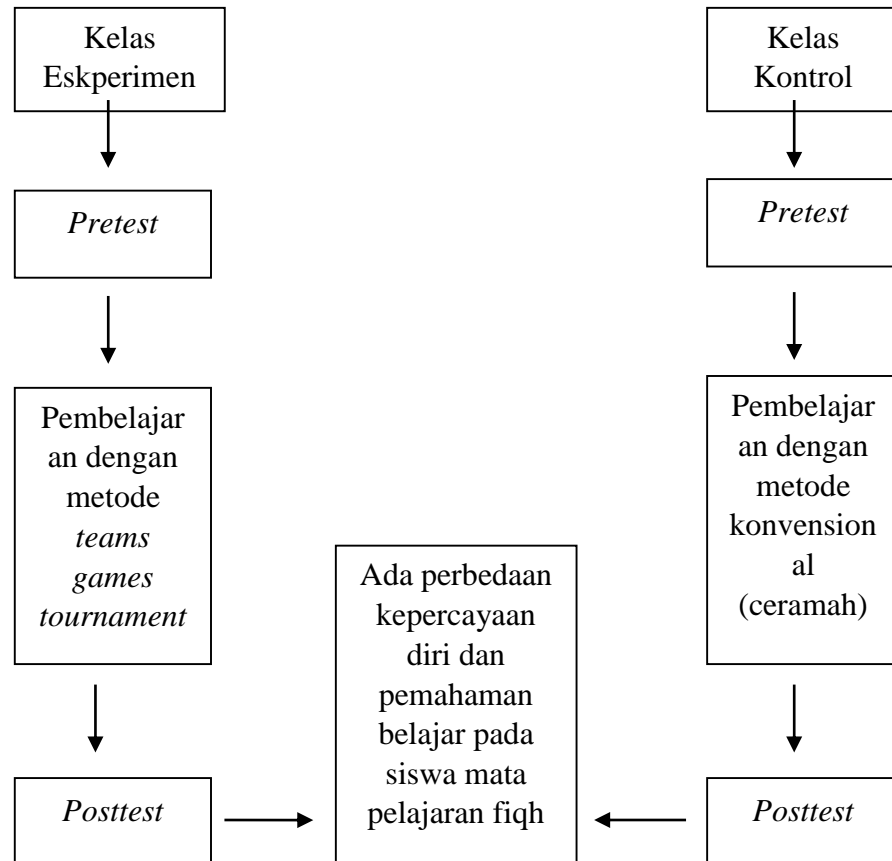 Kelas
Eskperimen
Kelas
Kontrol
Pretest
Pretest
Pembelajar
an dengan
metode
teams
games
tournament
Pembelajar
an dengan
metode
konvension
al
(ceramah)
Ada perbedaan
kepercayaan
diri dan
pemahaman
belajar pada
siswa mata
pelajaran fiqh
Posttest
Posttest